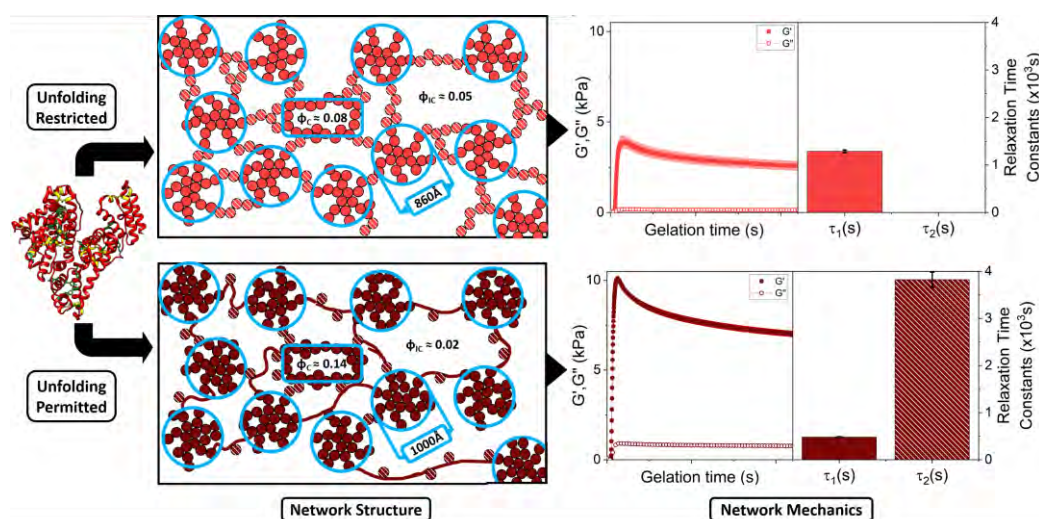 Unfolding
Restricted
ϕIC ≈ 0.05
ϕC ≈ 0.08
860Å
10
5
0
G',G" (kPa)
G'
G"
Gelation time (s)
τ1(s)
τ2(s)
4
3
2
1
0
Relaxation Time
Constants (x10³s)
Unfolding
Permitted
ϕIC ≈ 0.02
ϕC ≈ 0.14
1000Å
10
5
0
G',G" (kPa)
G'
G"
Gelation time (s)
τ1(s)
τ2(s)
4
3
2
1
0
Relaxation Time
Constants (x10³s)
Network Structure
Network Mechanics